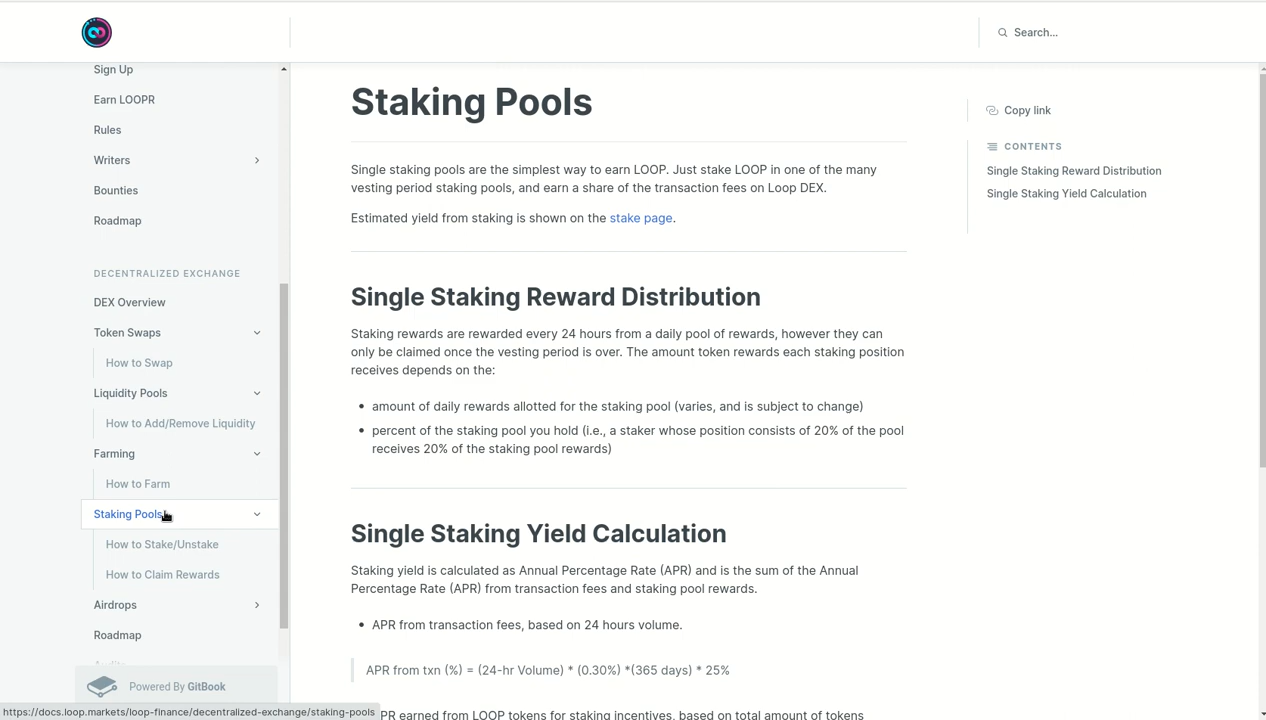 Search...
Sign Up
Earn LOOPR
Rules
Writers
Bounties
Roadmap
DECENTRALIZED EXCHANGE
DEX Overview
Token Swaps
How to Swap
Liquidity Pools
How to Add/Remove Liquidity
Farming
How to Farm
Staking Pools
How to Stake/Unstake
How to Claim Rewards
Airdrops
Roadmap
Powered By GitBook
https://docs.loop.markets/loop-finance/decentralized-exchange/staking-pools
Staking Pools
Single staking pools are the simplest way to earn LOOP. Just stake LOOP in one of the many
vesting period staking pools, and earn a share of the transaction fees on Loop DEX.
Estimated yield from staking is shown on the stake page.
Single Staking Reward Distribution
Staking rewards are rewarded every 24 hours from a daily pool of rewards, however they can
only be claimed once the vesting period is over. The amount token rewards each staking position
receives depends on the:
• amount of daily rewards allotted for the staking pool (varies, and is subject to change)
• percent of the staking pool you hold (i.e., a staker whose position consists of 20% of the pool
receives 20% of the staking pool rewards)
Single Staking Yield Calculation
Staking yield is calculated as Annual Percentage Rate (APR) and is the sum of the Annual
Percentage Rate (APR) from transaction fees and staking pool rewards.
• APR from transaction fees, based on 24 hours volume.
APR from txn (%) = (24-hr Volume) * (0.30%) *(365 days) * 25%
PR earned from LOOP tokens for staking incentives, based on total amount of tokens
Copy link
CONTENTS
Single Staking Reward Distribution
Single Staking Yield Calculation